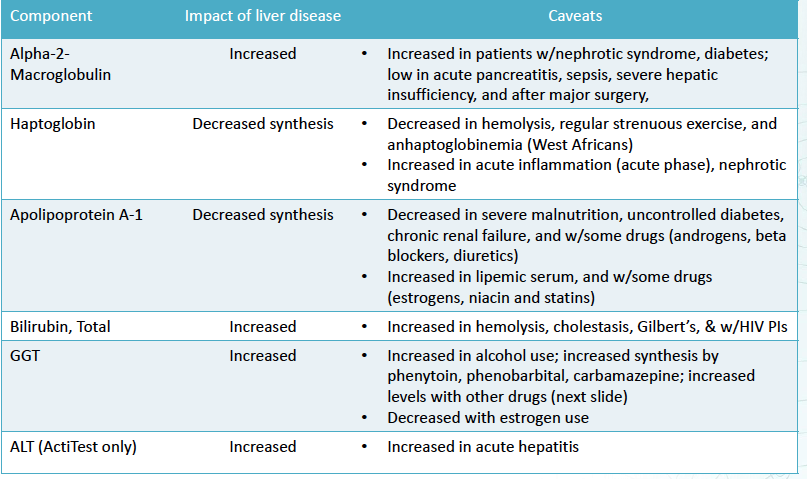 Component Impact of liver disease Caveats
Alpha-2- Increased • Increased in patients w/nephrotic syndrome, diabetes;
Macroglobulin low in acute pancreatitis, sepsis, severe hepatic
insufficiency, and after major surgery,
Haptoglobin Decreased synthesis • Decreased in hemolysis, regular strenuous exercise, and
anhaptoglobinemia (West Africans)
• Increased in acute inflammation (acute phase), nephrotic
syndrome
Apolipoprotein A-1 Decreased synthesis • Decreased in severe malnutrition, uncontrolled diabetes,
chronic renal failure, and w/some drugs (androgens, beta
blockers, diuretics)
• Increased in lipemic serum, and w/some drugs
(estrogens, niacin and statins)
Bilirubin, Total Increased • Increased in hemolysis, cholestasis, Gilbert’s, & w/HIV PIs
GGT Increased • Increased in alcohol use; increased synthesis by
phenytoin, phenobarbital, carbamazepine; increased
levels with other drugs (next slide)
• Decreased with estrogen use
ALT (ActiTest only) Increased • Increased in acute hepatitis